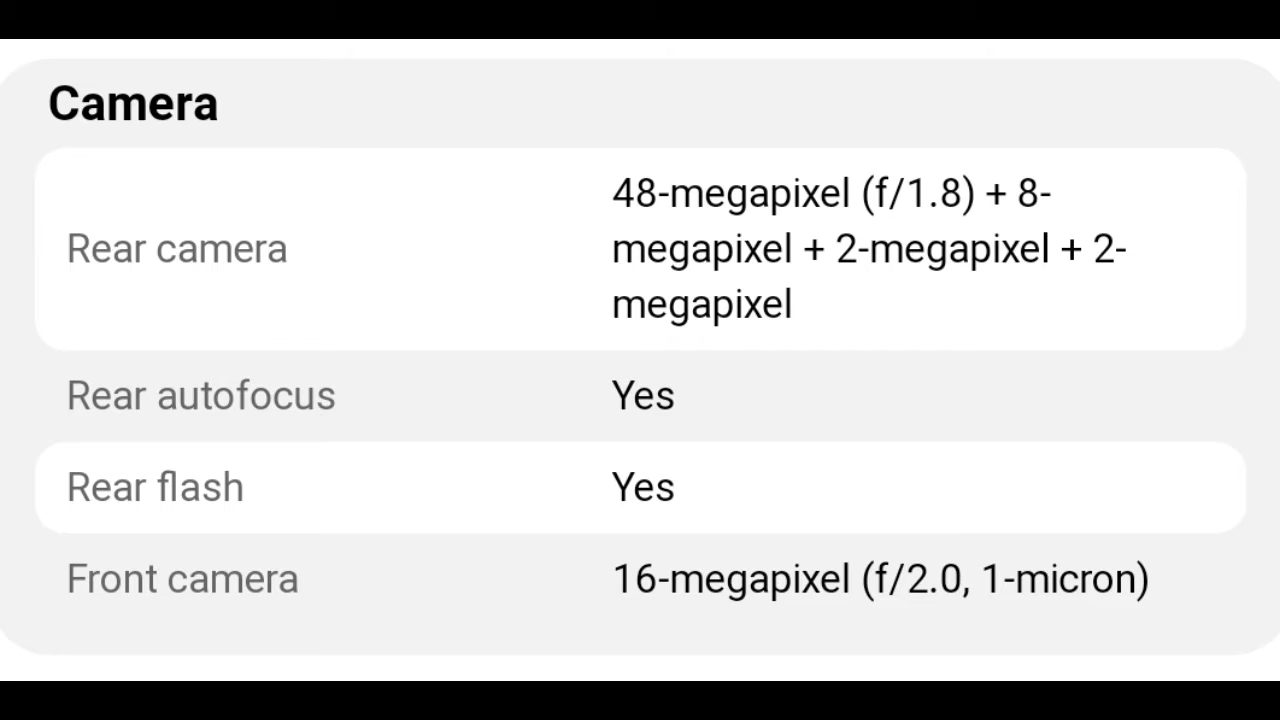 Camera
Rear camera
48-megapixel (f/1.8) + 8-
megapixel + 2-megapixel + 2-
megapixel
Rear autofocus
Yes
Rear flash
Yes
Front camera
16-megapixel (f/2.0, 1-micron)